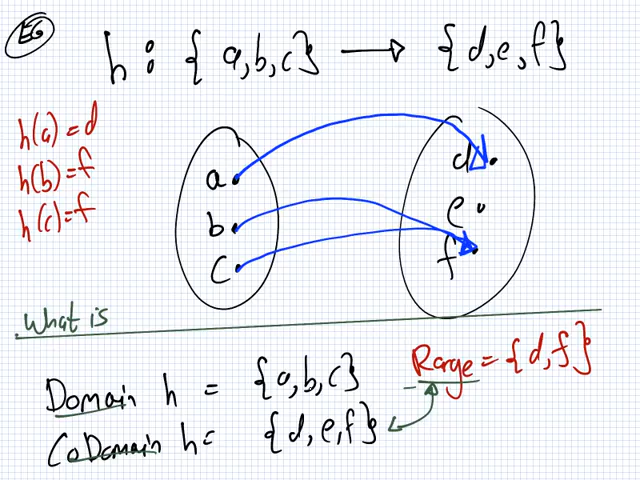 EG
h : { a,b,c} → {d,e,f}
h(a) = d
h(b) = f
h(c) = f
a
b
c
d
e
f
What is
Domain h = {a,b,c}
Range = {d,f}
CoDomain h = {d,e,f}